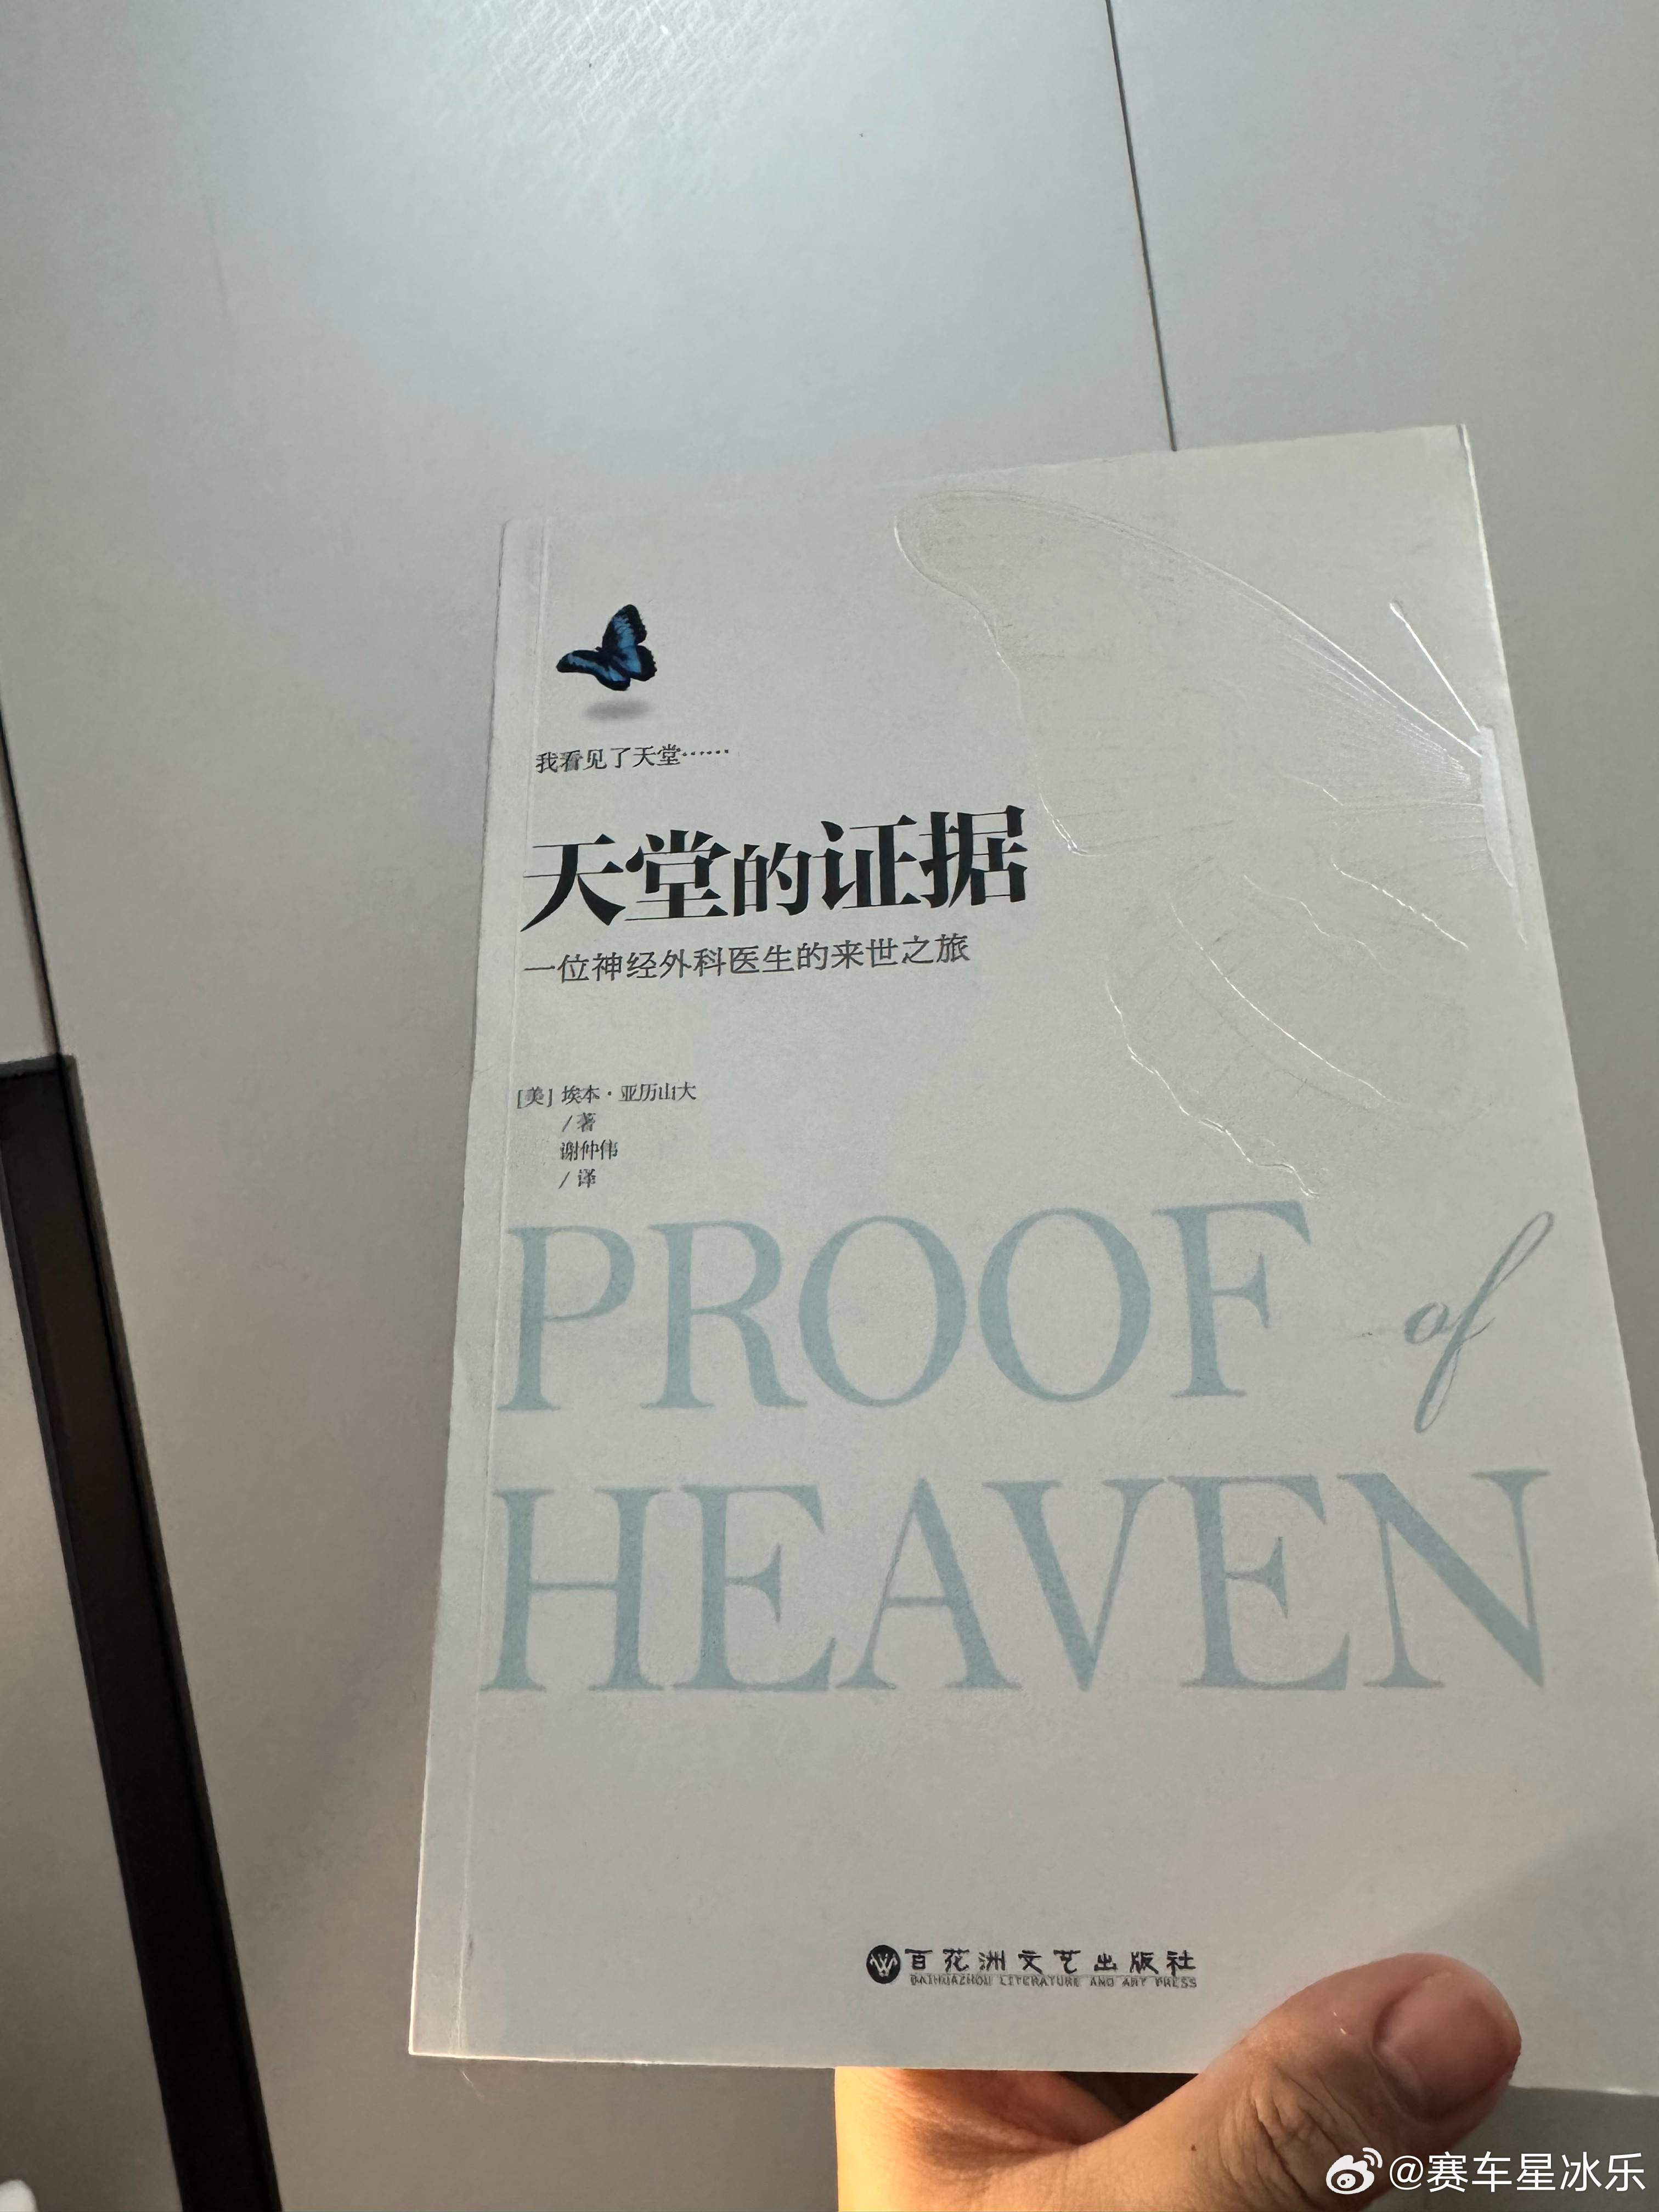 我看见了天堂……
天堂的证据
一位神经外科医生的来世之旅
[美] 埃本·亚历山大
/著
谢仲伟
/译
PROOF of
HEAVEN
百花洲文艺出版社
BAIHUAZHOU LITERATURE AND ART PRESS
@赛车星冰乐